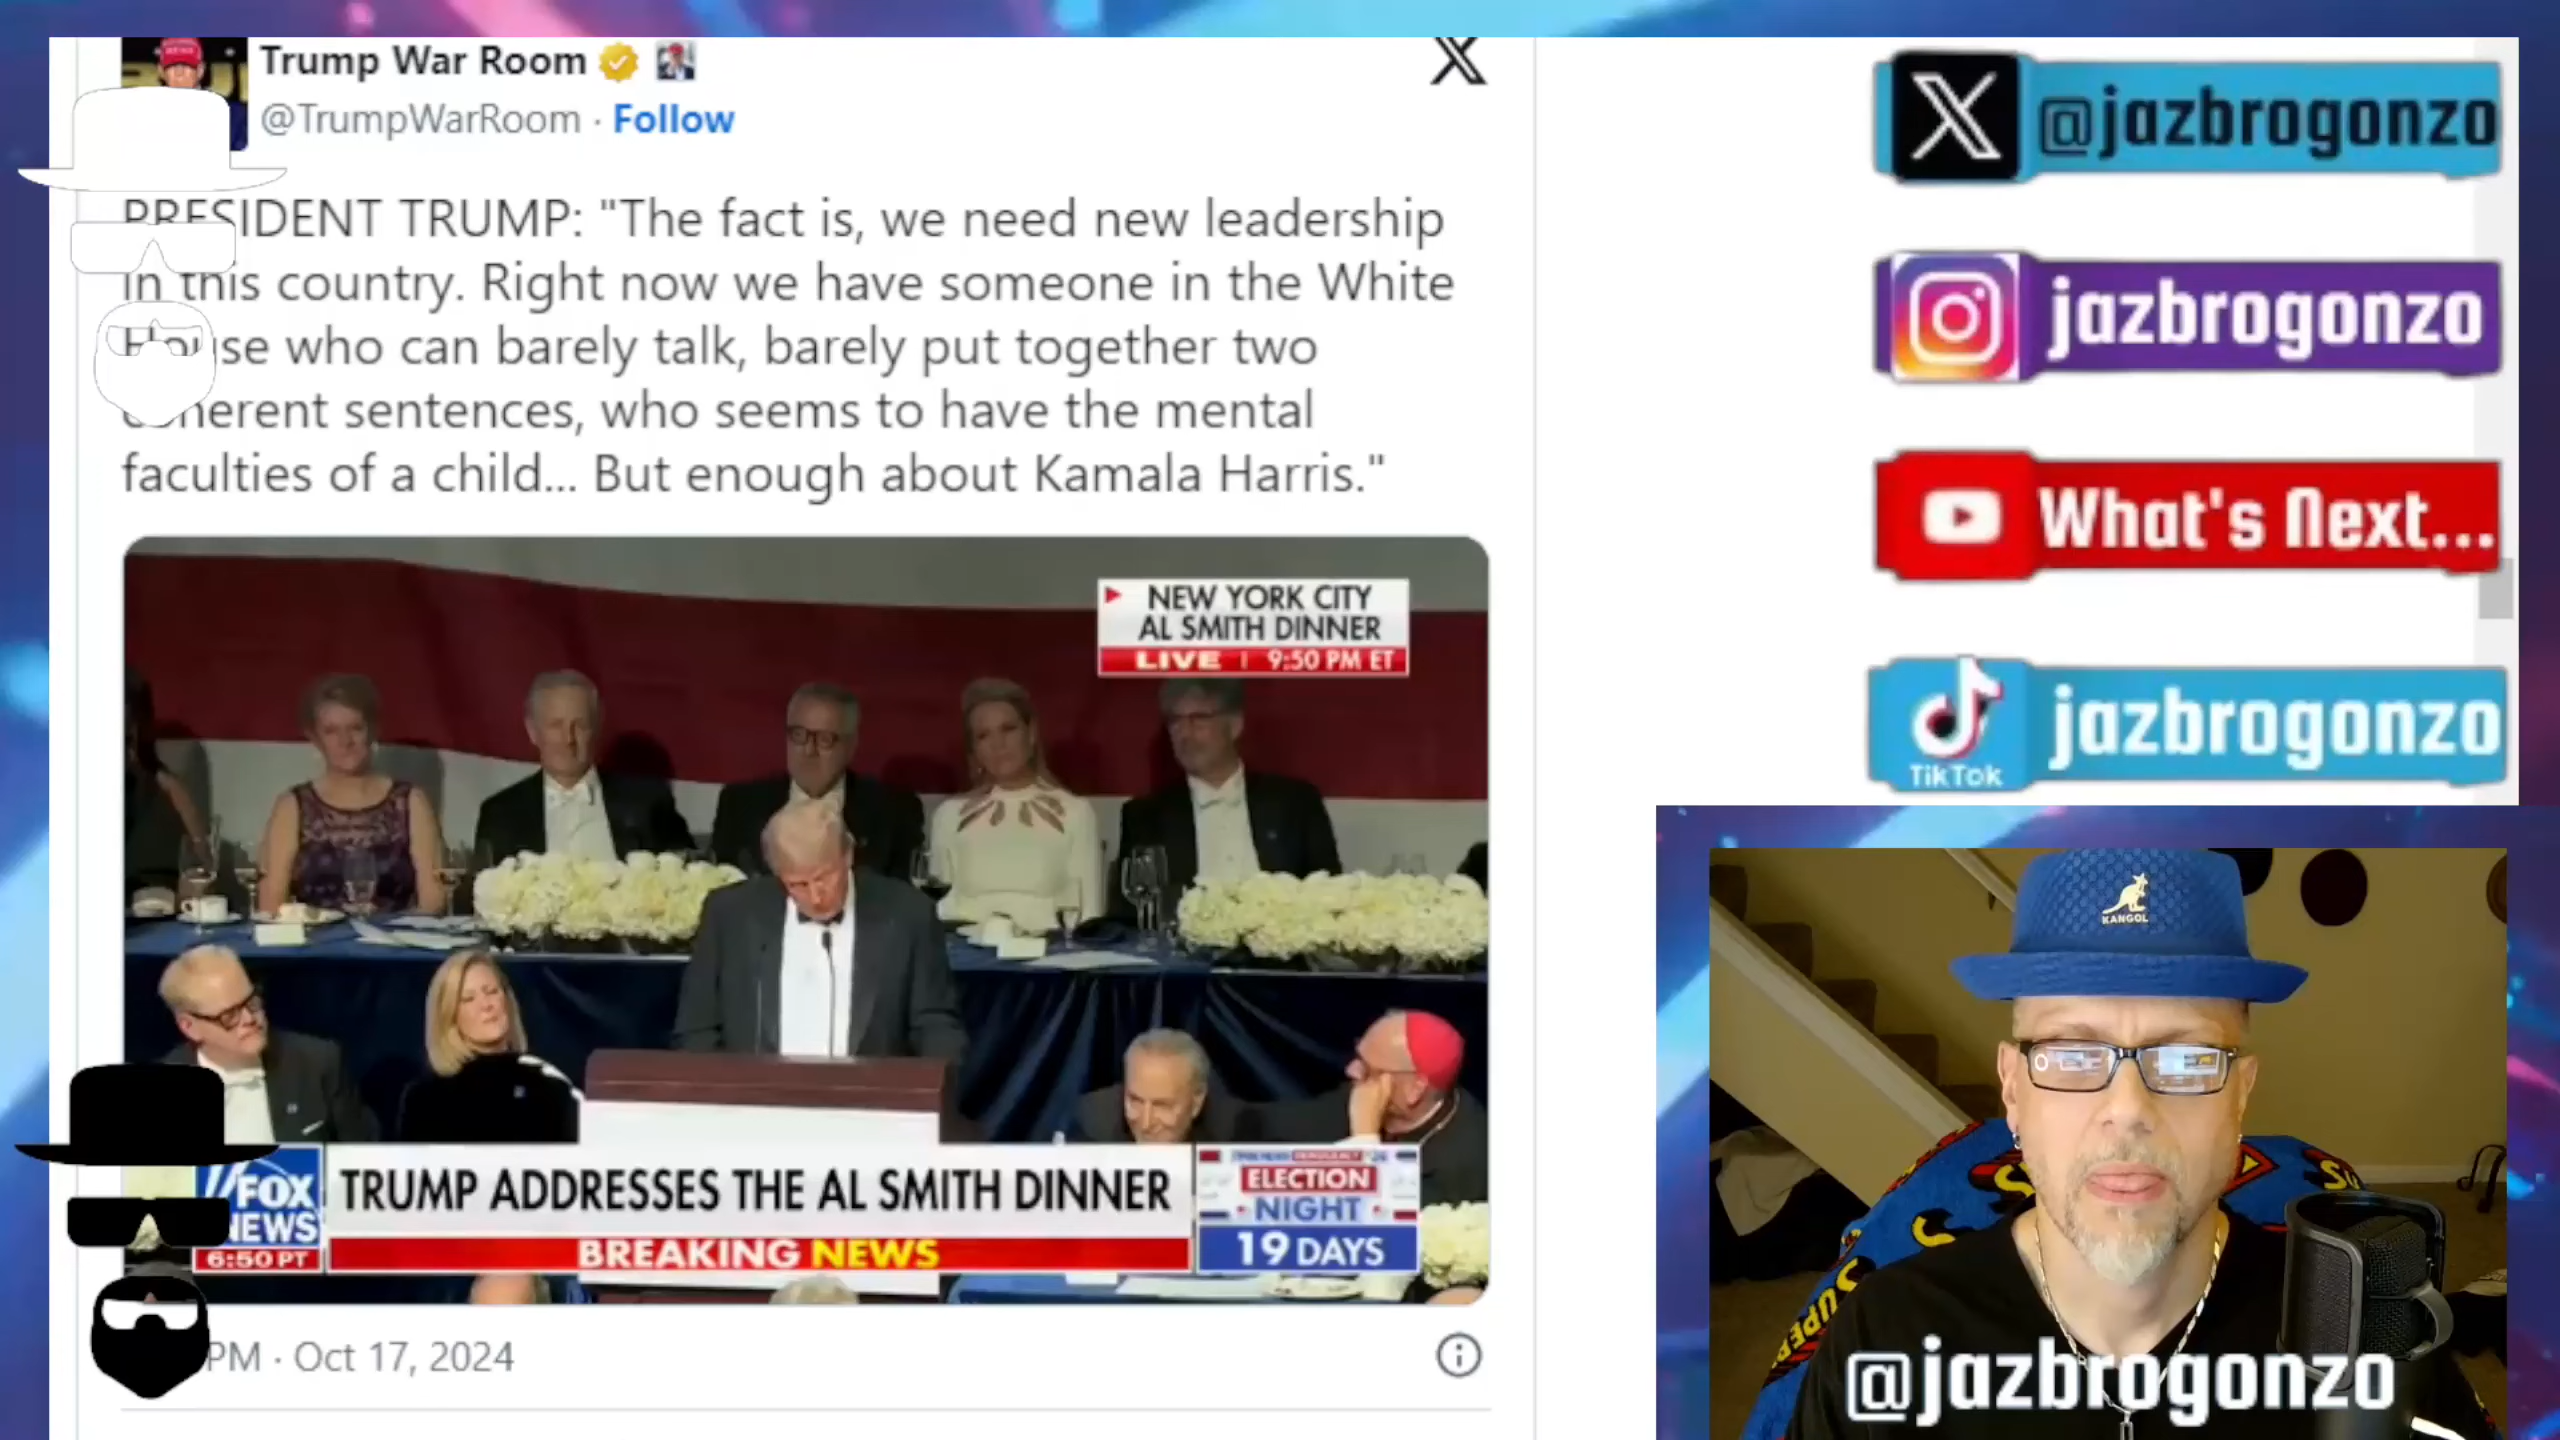 Trump War Room
@TrumpWarRoom · Follow
PRESIDENT TRUMP: "The fact is, we need new leadership
in this country. Right now we have someone in the White
House who can barely talk, barely put together two
coherent sentences, who seems to have the mental
faculties of a child... But enough about Kamala Harris."
NEW YORK CITY
AL SMITH DINNER
LIVE | 9:50 PM ET
FOX
NEWS
6:50 PT
TRUMP ADDRESSES THE AL SMITH DINNER
BREAKING NEWS
ELECTION
NIGHT
19 DAYS
PM · Oct 17, 2024
X @jazbrogonzo
jazbrogonzo
What's Next...
TikTok
jazbrogonzo
KANGOL
SUPER
@jazbrogonzo